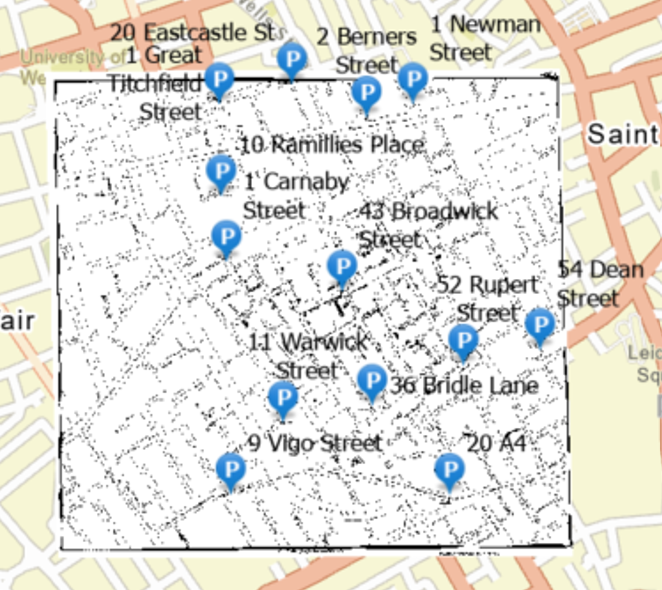 20 Eastcastle St
2 Berners
Street
1 Newman
Street
University of
We
1 Great
Titchfield
Street
Saint
10 Ramillies Place
1 Carnaby
Street
43 Broadwick
Street
54 Dean
Street
52 Rupert
Street
air
11 Warwick
Street
36 Bridle Lane
Leic
Sq
9 Vigo Street
20 A4
P
P
P
P
P
P
P
P
P
P
P
P
P